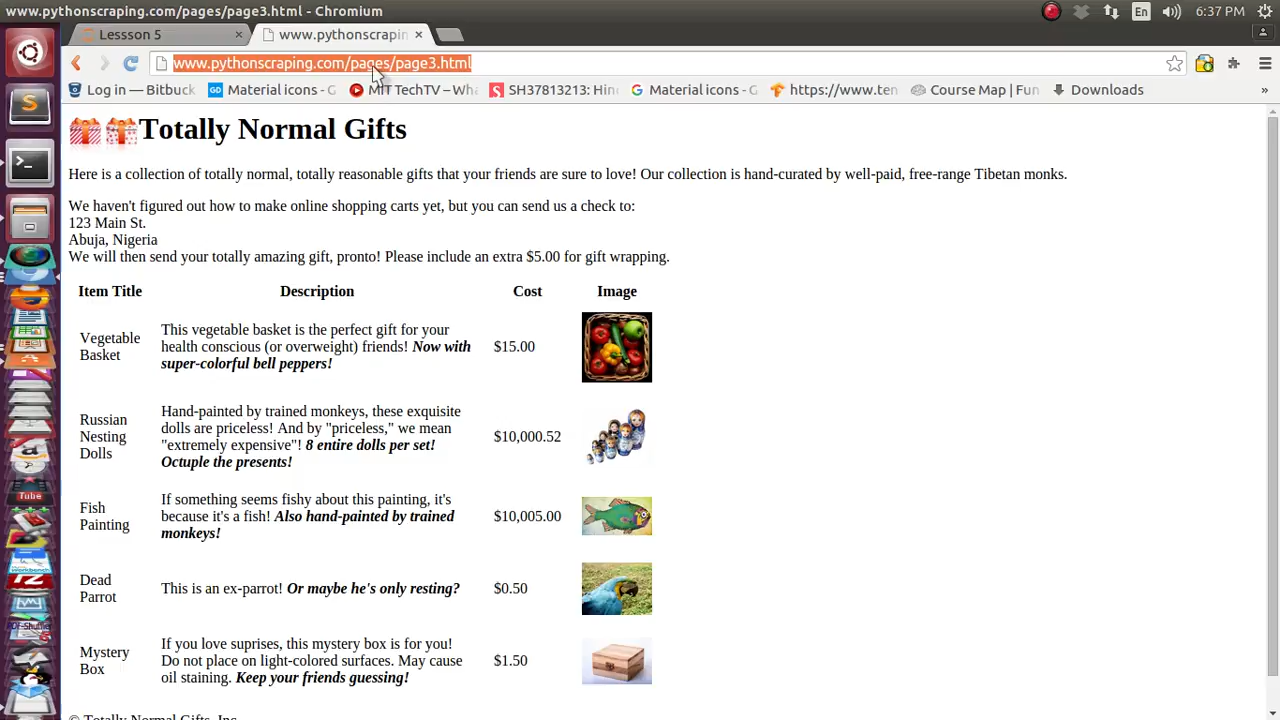 www.pythonscraping.com/pages/page3.html - Chromium
En
6:37 PM
Lessson 5
www.pythonscrapin
www.pythonscraping.com/pages/page3.html
Log in — Bitbuck
Material icons - G
MIT TechTV – Wha
SH37813213: Hin
Material icons - G
https://www.ten
Course Map | Fun
Downloads
»
Totally Normal Gifts
Here is a collection of totally normal, totally reasonable gifts that your friends are sure to love! Our collection is hand-curated by well-paid, free-range Tibetan monks.
We haven't figured out how to make online shopping carts yet, but you can send us a check to:
123 Main St.
Abuja, Nigeria
We will then send your totally amazing gift, pronto! Please include an extra $5.00 for gift wrapping.
Item Title Description Cost Image
Vegetable
Basket
This vegetable basket is the perfect gift for your
health conscious (or overweight) friends! Now with
super-colorful bell peppers!
$15.00
Russian
Nesting
Dolls
Hand-painted by trained monkeys, these exquisite
dolls are priceless! And by "priceless," we mean
"extremely expensive"! 8 entire dolls per set!
Octuple the presents!
$10,000.52
Fish
Painting
If something seems fishy about this painting, it's
because it's a fish! Also hand-painted by trained
monkeys!
$10,005.00
Dead
Parrot
This is an ex-parrot! Or maybe he's only resting?
$0.50
Mystery
Box
If you love suprises, this mystery box is for you!
Do not place on light-colored surfaces. May cause
oil staining. Keep your friends guessing!
$1.50
© Totally Normal Gifts, Inc.